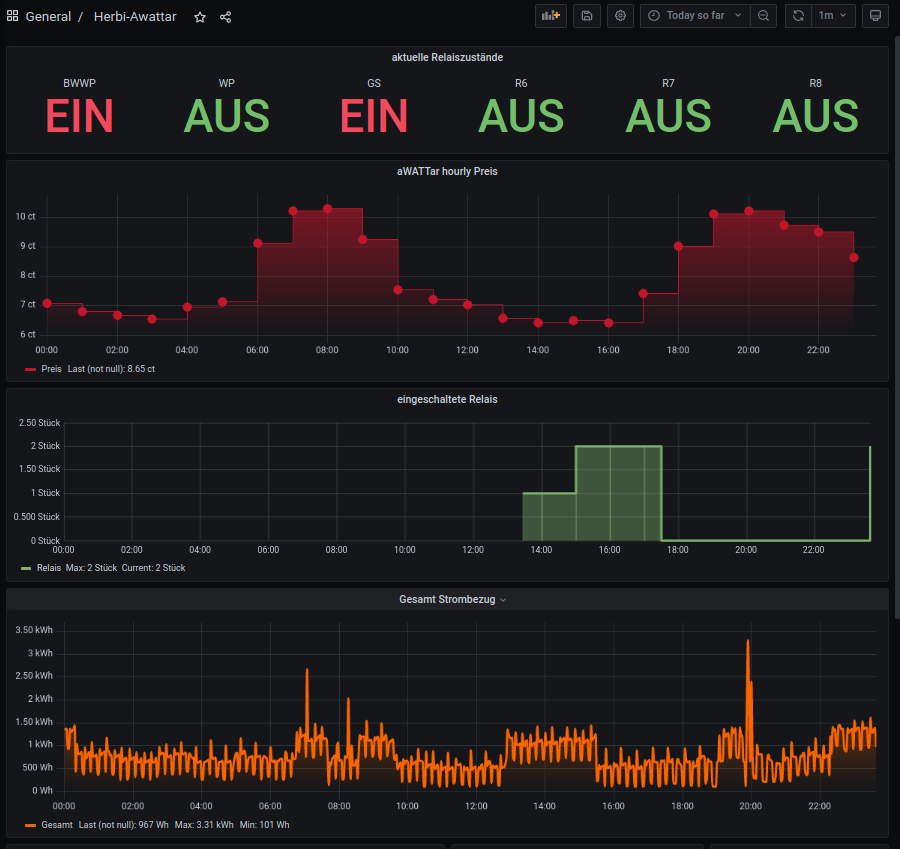 General / Herbi-Awattar
Today so far
1m
aktuelle Relaiszustände
BWWP WP GS R6 R7 R8
EIN AUS EIN AUS AUS AUS
aWATTar hourly Preis
10 ct
9 ct
8 ct
7 ct
6 ct
00:00 02:00 04:00 06:00 08:00 10:00 12:00 14:00 16:00 18:00 20:00 22:00
Preis Last (not null): 8.65 ct
eingeschaltete Relais
2.50 Stück
2 Stück
1.50 Stück
1 Stück
0.500 Stück
0 Stück
00:00 02:00 04:00 06:00 08:00 10:00 12:00 14:00 16:00 18:00 20:00 22:00
Relais Max: 2 Stück Current: 2 Stück
Gesamt Strombezug
3.50 kWh
3 kWh
2.50 kWh
2 kWh
1.50 kWh
1 kWh
500 Wh
0 Wh
00:00 02:00 04:00 06:00 08:00 10:00 12:00 14:00 16:00 18:00 20:00 22:00
Gesamt Last (not null): 967 Wh Max: 3.31 kWh Min: 101 Wh